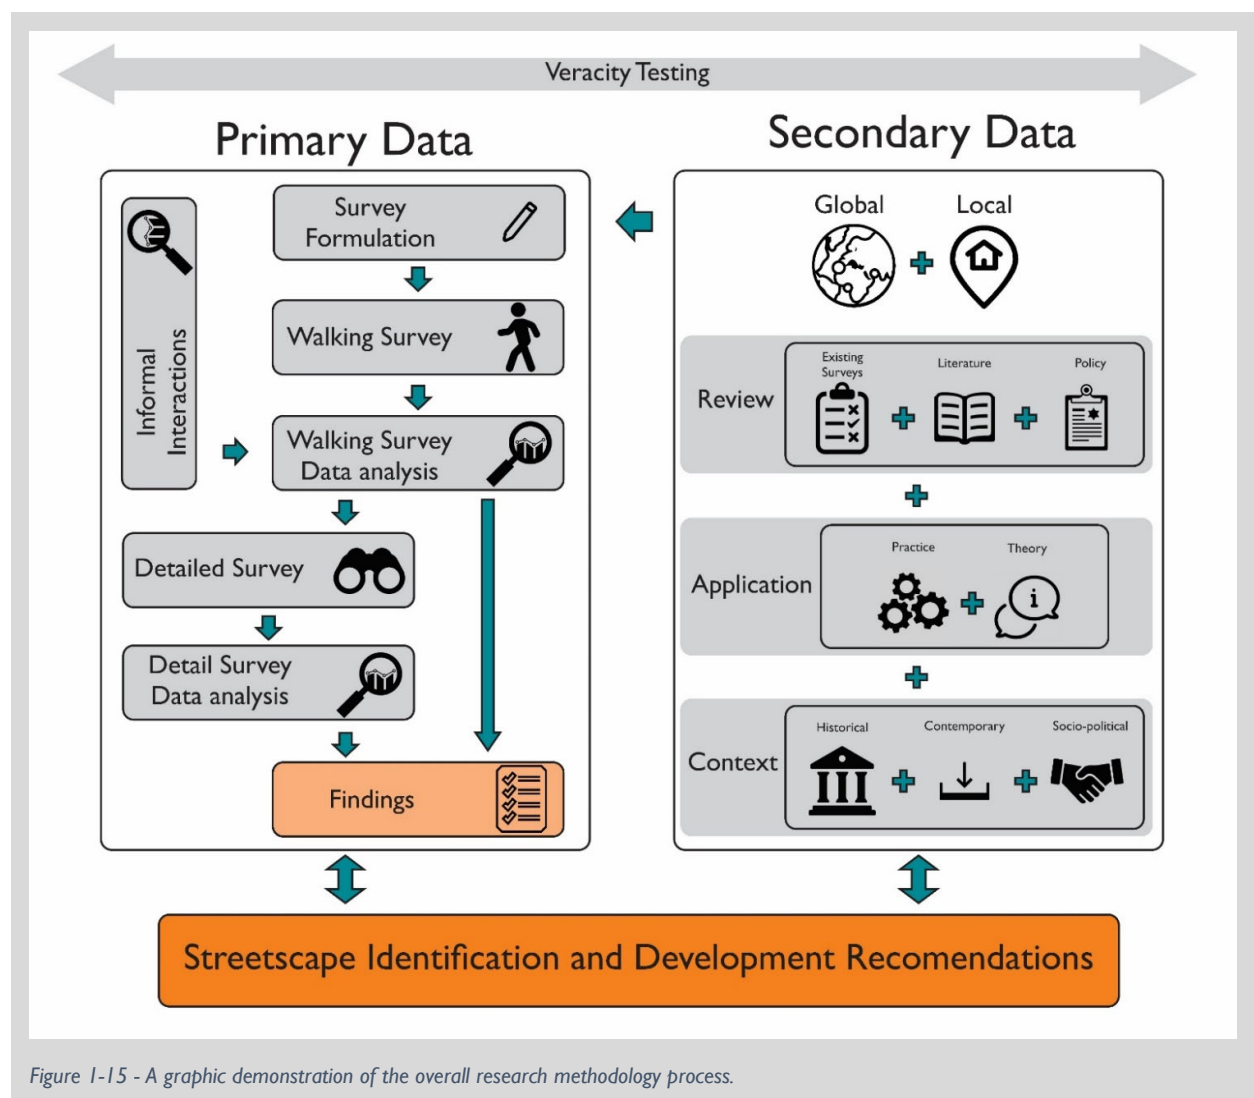 Veracity Testing
Primary Data
Informal
Interactions
Survey
Formulation
Walking Survey
Walking Survey
Data analysis
Detailed Survey
Detail Survey
Data analysis
Findings
Secondary Data
Global
Local
Review
Existing
Surveys
Literature
Policy
Application
Practice
Theory
Context
Historical
Contemporary
Socio-political
Streetscape Identification and Development Recomendations
Figure 1-15 - A graphic demonstration of the overall research methodology process.